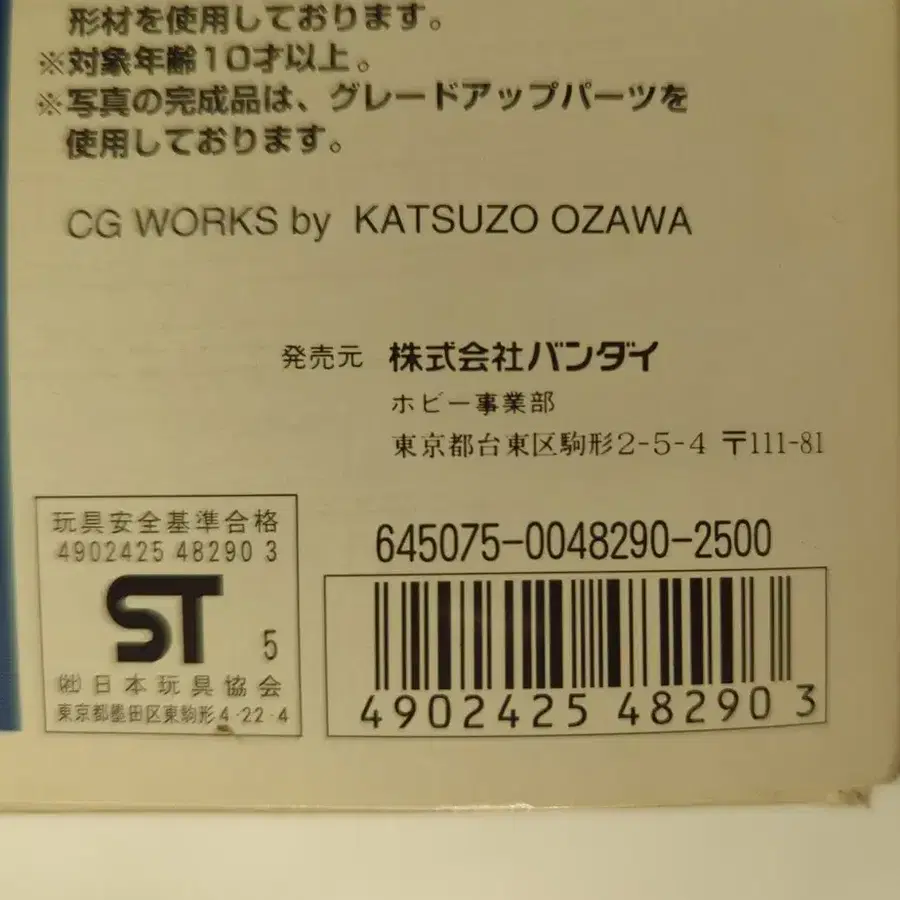 形材を使用しております。
※対象年齢10才以上。
※写真の完成品は、グレードアップパーツを
使用しております。
CG WORKS by KATSUZO OZAWA
発売元 株式会社バンダイ
ホビー事業部
東京都台東区駒形2-5-4 〒111-81
玩具安全基準合格
4902425 48290 3
ST 5
㈳日本玩具協会
東京都墨田区東駒形4-22-4
645075-0048290-2500
4902425 48290 3